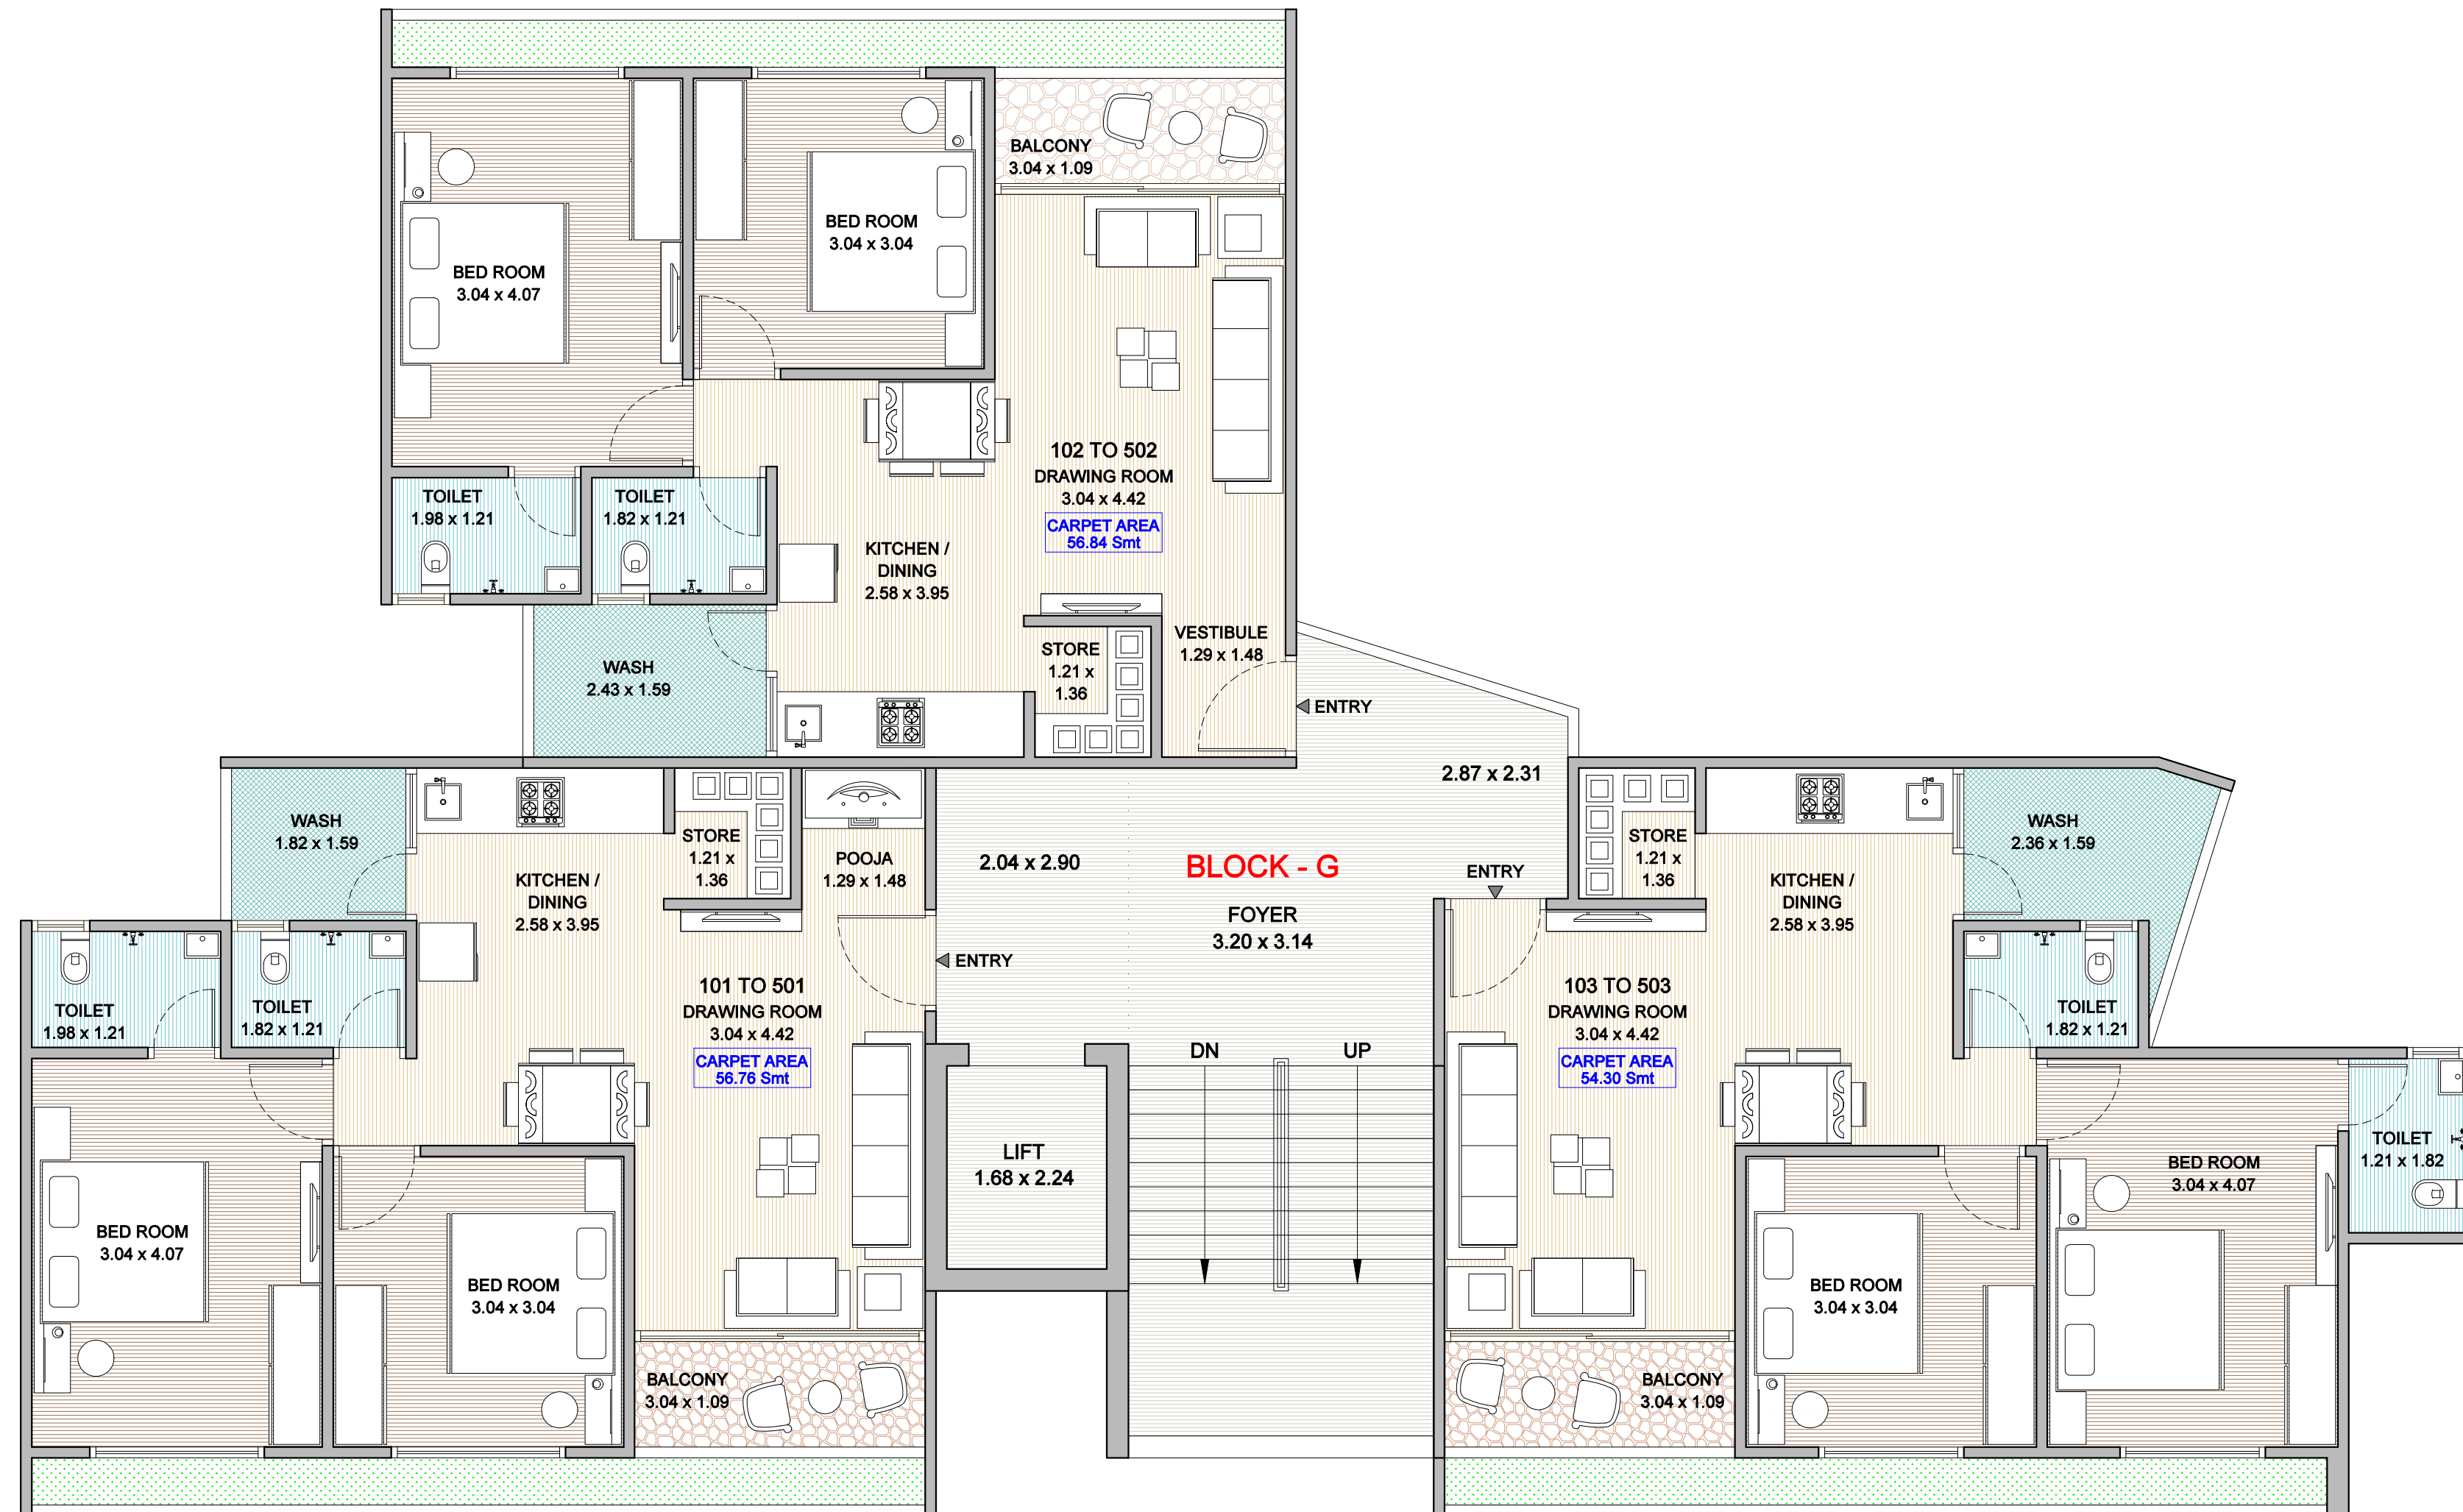 BALCONY
3.04 x 1.09
BED ROOM
3.04 x 3.04
BED ROOM
3.04 x 4.07
102 TO 502
DRAWING ROOM
3.04 x 4.42
CARPET AREA
56.84 Smt
TOILET
1.98 x 1.21
TOILET
1.82 x 1.21
KITCHEN /
DINING
2.58 x 3.95
WASH
2.43 x 1.59
STORE
1.21 x
1.36
VESTIBULE
1.29 x 1.48
ENTRY
2.87 x 2.31
2.04 x 2.90
BLOCK - G
FOYER
3.20 x 3.14
ENTRY
ENTRY
WASH
1.82 x 1.59
KITCHEN /
DINING
2.58 x 3.95
STORE
1.21 x
1.36
POOJA
1.29 x 1.48
TOILET
1.98 x 1.21
TOILET
1.82 x 1.21
101 TO 501
DRAWING ROOM
3.04 x 4.42
CARPET AREA
56.76 Smt
BED ROOM
3.04 x 4.07
BED ROOM
3.04 x 3.04
BALCONY
3.04 x 1.09
LIFT
1.68 x 2.24
DN
UP
STORE
1.21 x
1.36
KITCHEN /
DINING
2.58 x 3.95
WASH
2.36 x 1.59
103 TO 503
DRAWING ROOM
3.04 x 4.42
CARPET AREA
54.30 Smt
TOILET
1.82 x 1.21
TOILET
1.21 x 1.82
BED ROOM
3.04 x 4.07
BED ROOM
3.04 x 3.04
BALCONY
3.04 x 1.09